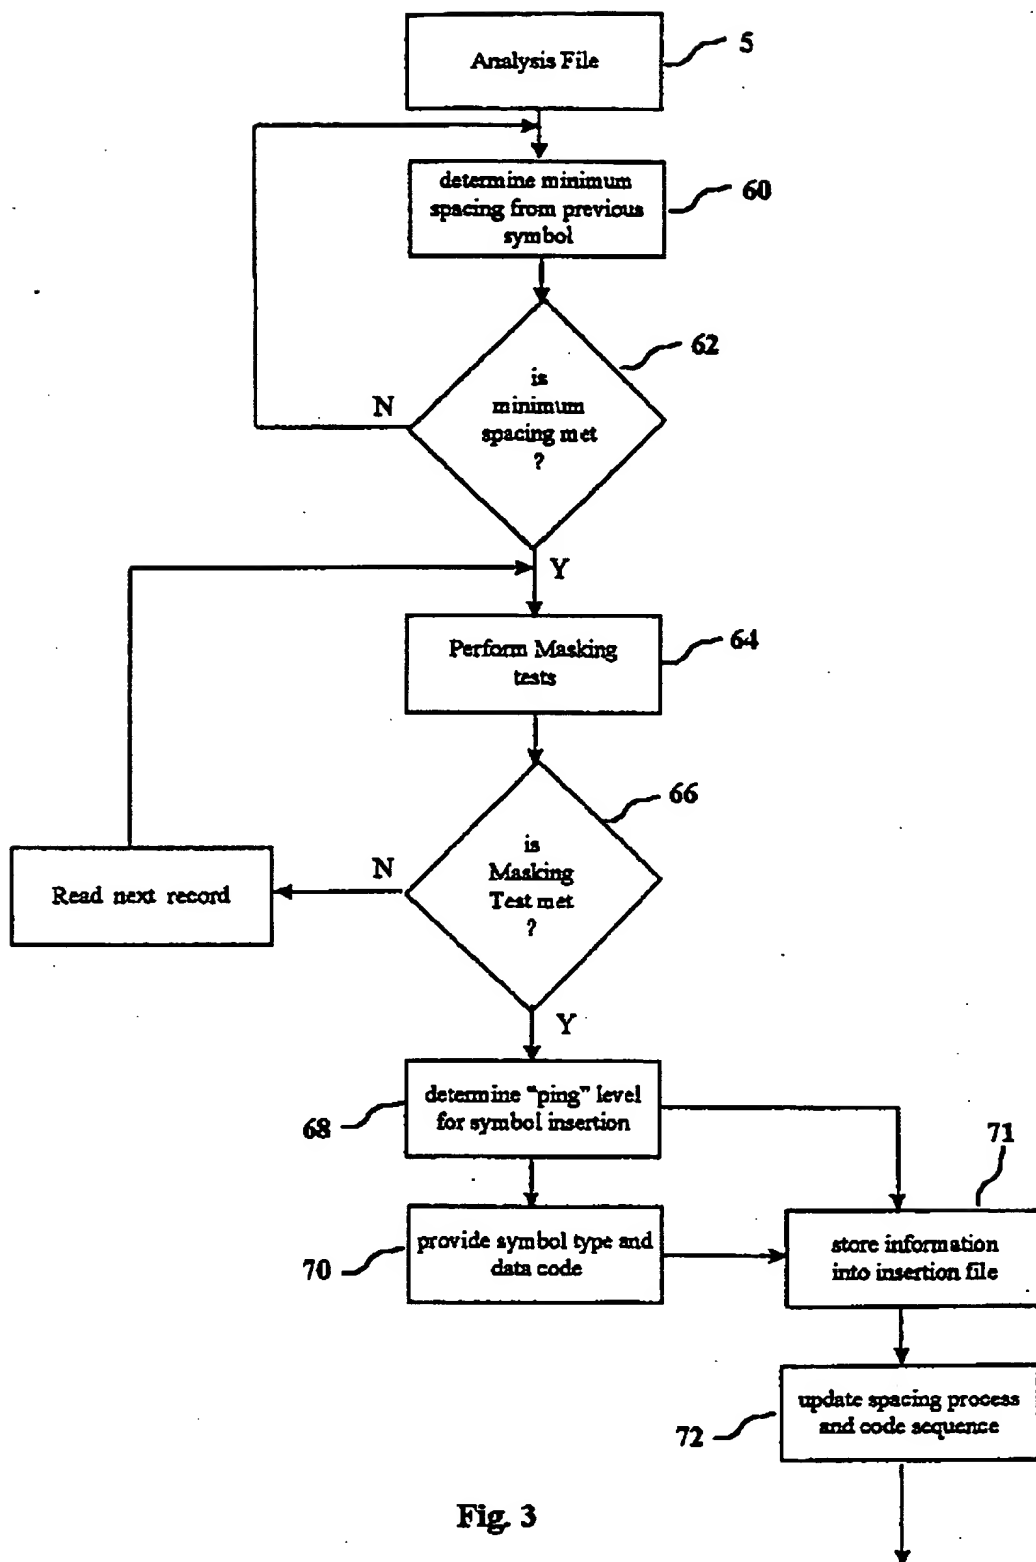 Analysis File
5
determine minimum
spacing from previous
symbol
60
is
minimum
spacing met
?
62
N
Y
Perform Masking
tests
64
is
Masking
Test met
?
66
N
Read next record
Y
determine "ping" level
for symbol insertion
68
71
provide symbol type and
data code
70
store information
into insertion file
update spacing process
and code sequence
72
Fig. 3